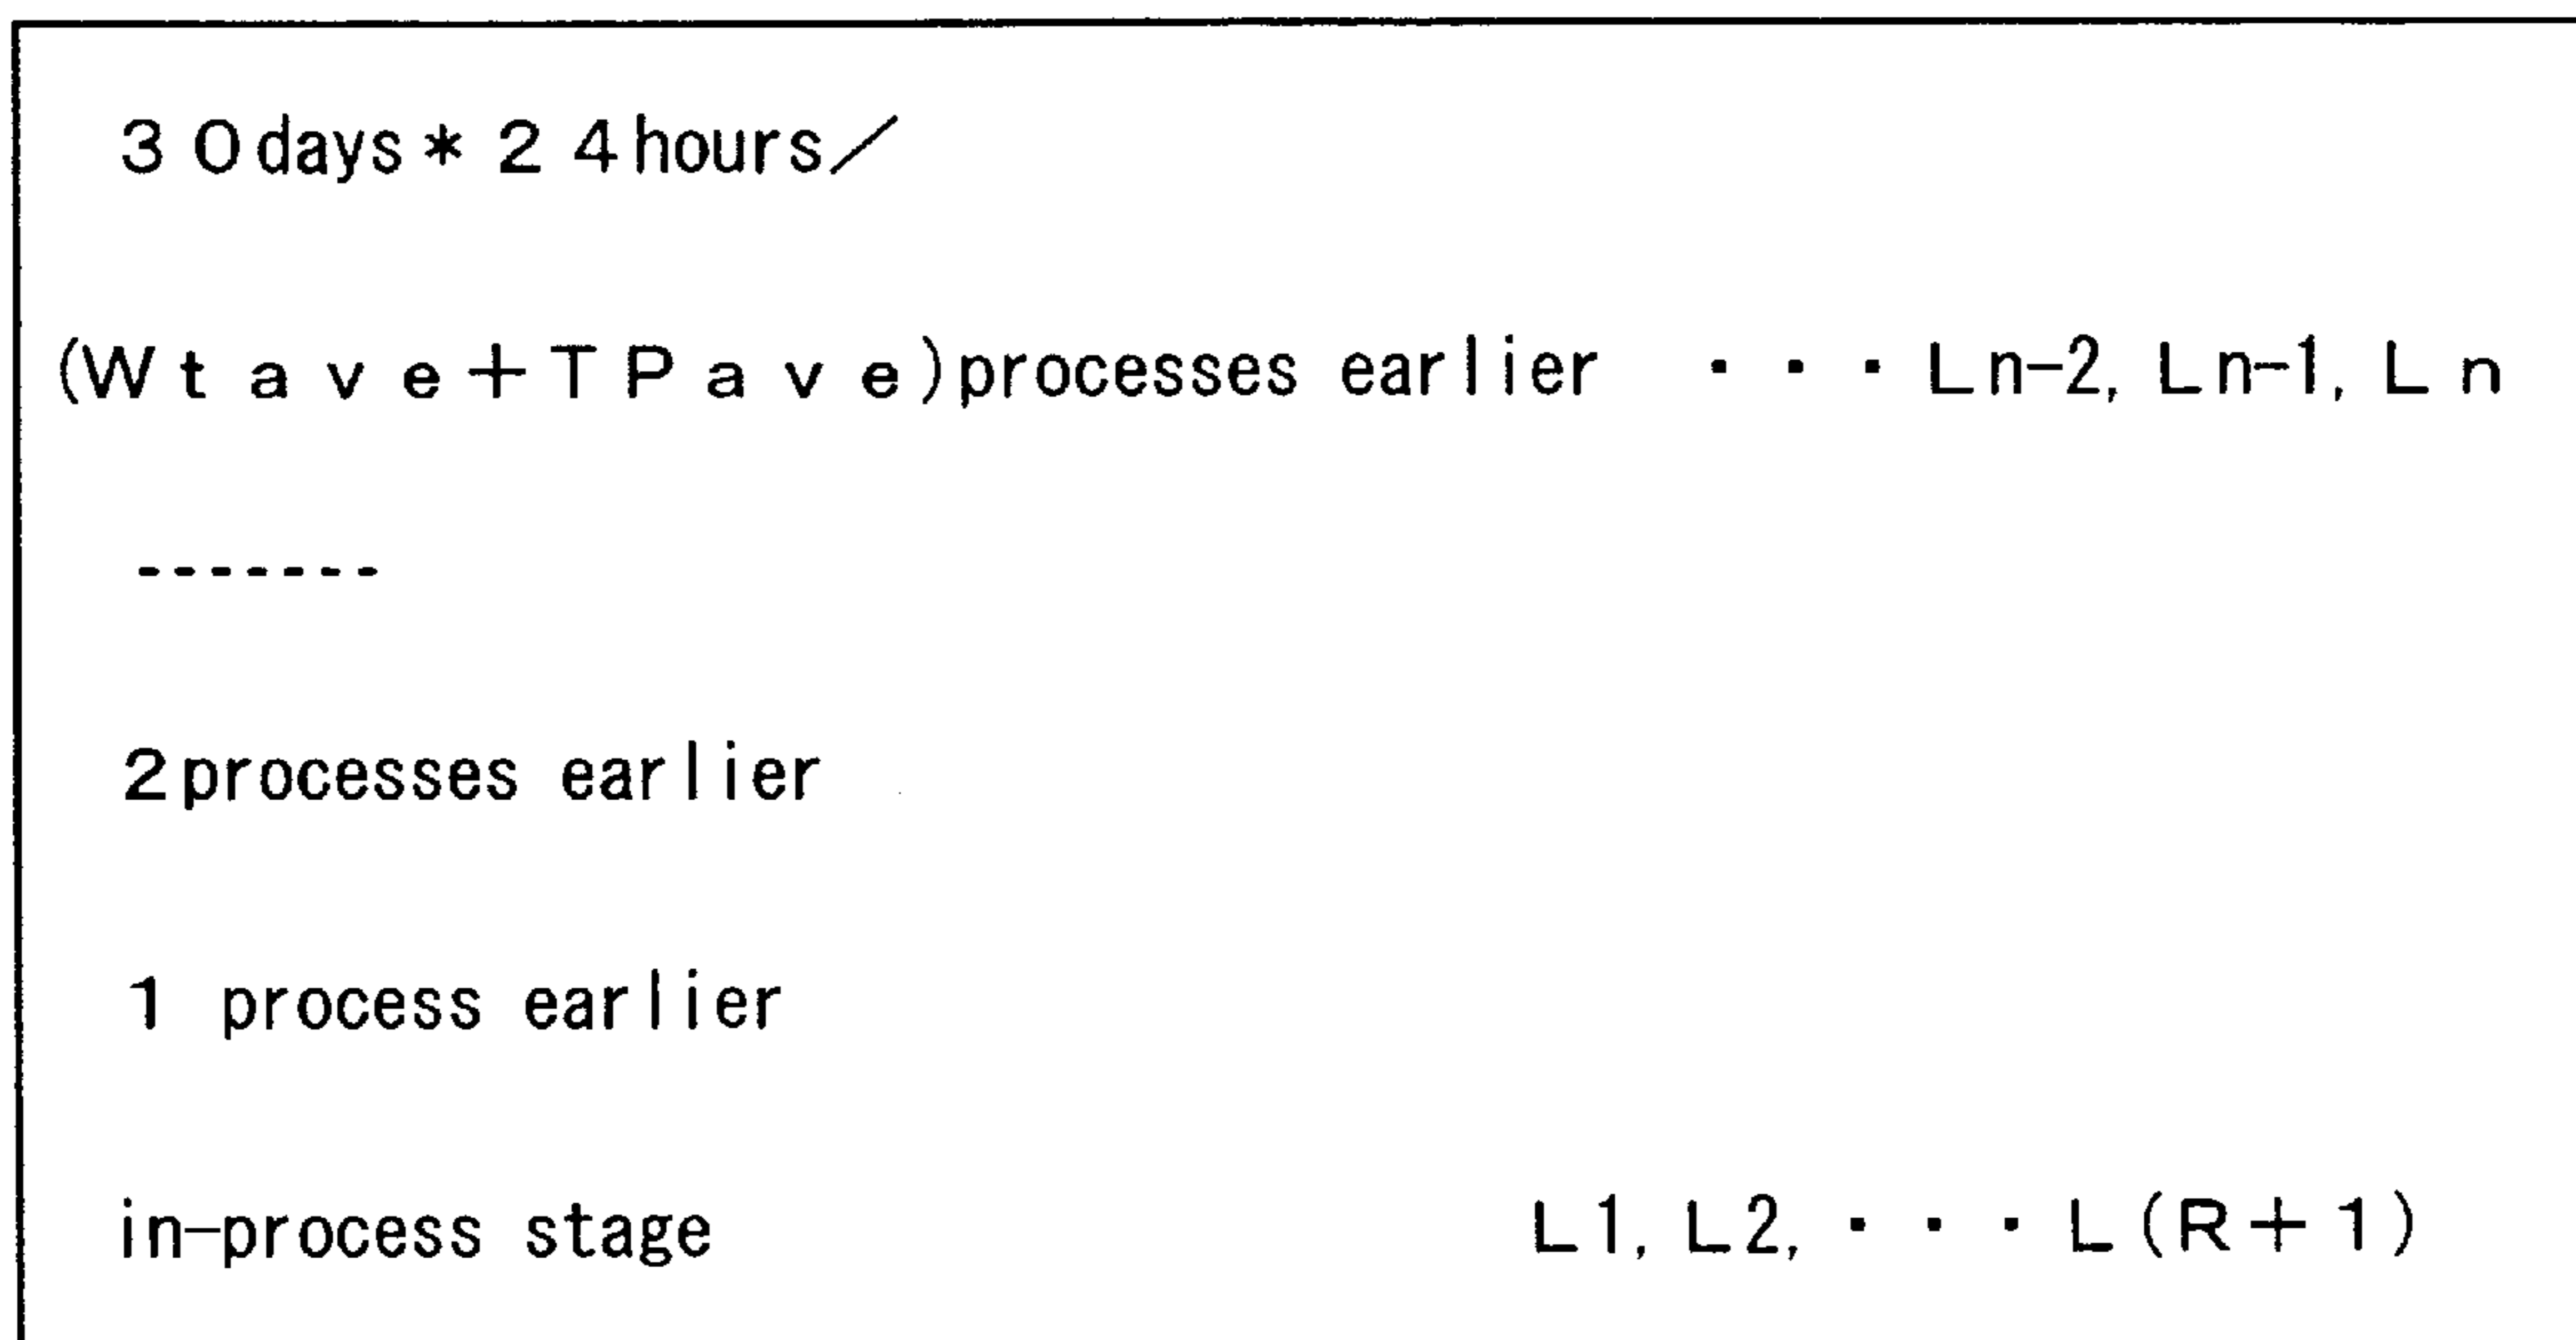 30days*24hours/
(Wtave+TPave)processes earlier ・・・Ln-2, Ln-1, Ln
-------
2processes earlier
1 process earlier
in-process stage L1, L2, ・・・L(R+1)